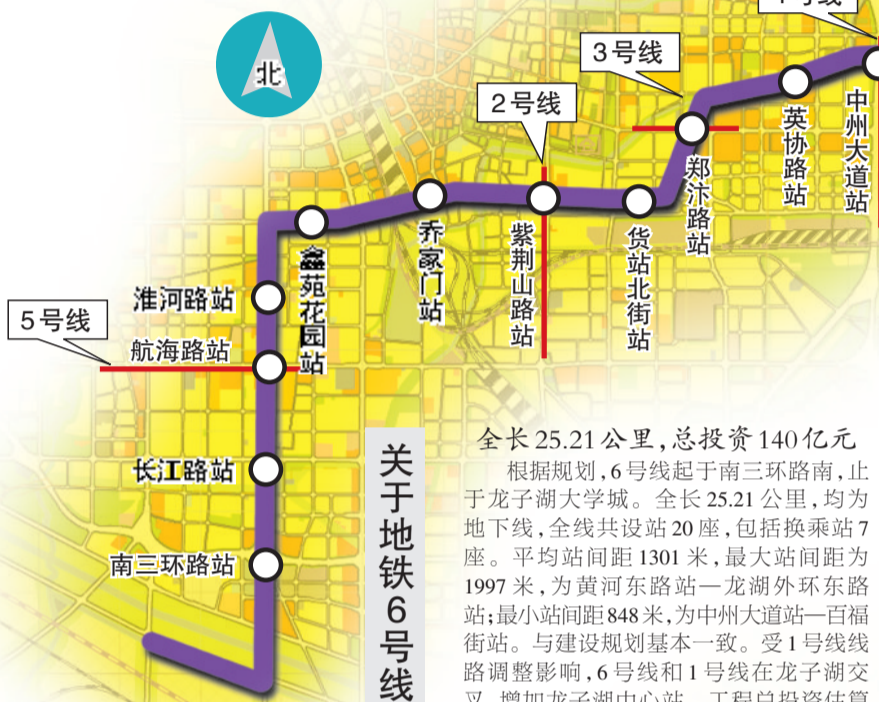 北
3号线
2号线
中州大道站
英协路站
郑汴路站
货站北街站
紫荆山路站
乔家门站
鑫苑花园站
淮河路站
5号线
航海路站
长江路站
南三环路站
关于地铁6号线
全长25.21公里,总投资140亿元
根据规划,6号线起于南三环路南,止
于龙子湖大学城。全长25.21公里,均为
地下线,全线共设站20座,包括换乘站7
座。平均站间距1301米,最大站间距为
1997米,为黄河东路站—龙湖外环东路
站;最小站间距848米,为中州大道站—百福
街站。与建设规划基本一致。受1号线线
路调整影响,6号线和1号线在龙子湖交
叉,增加龙子湖中心站。工程总投资估算